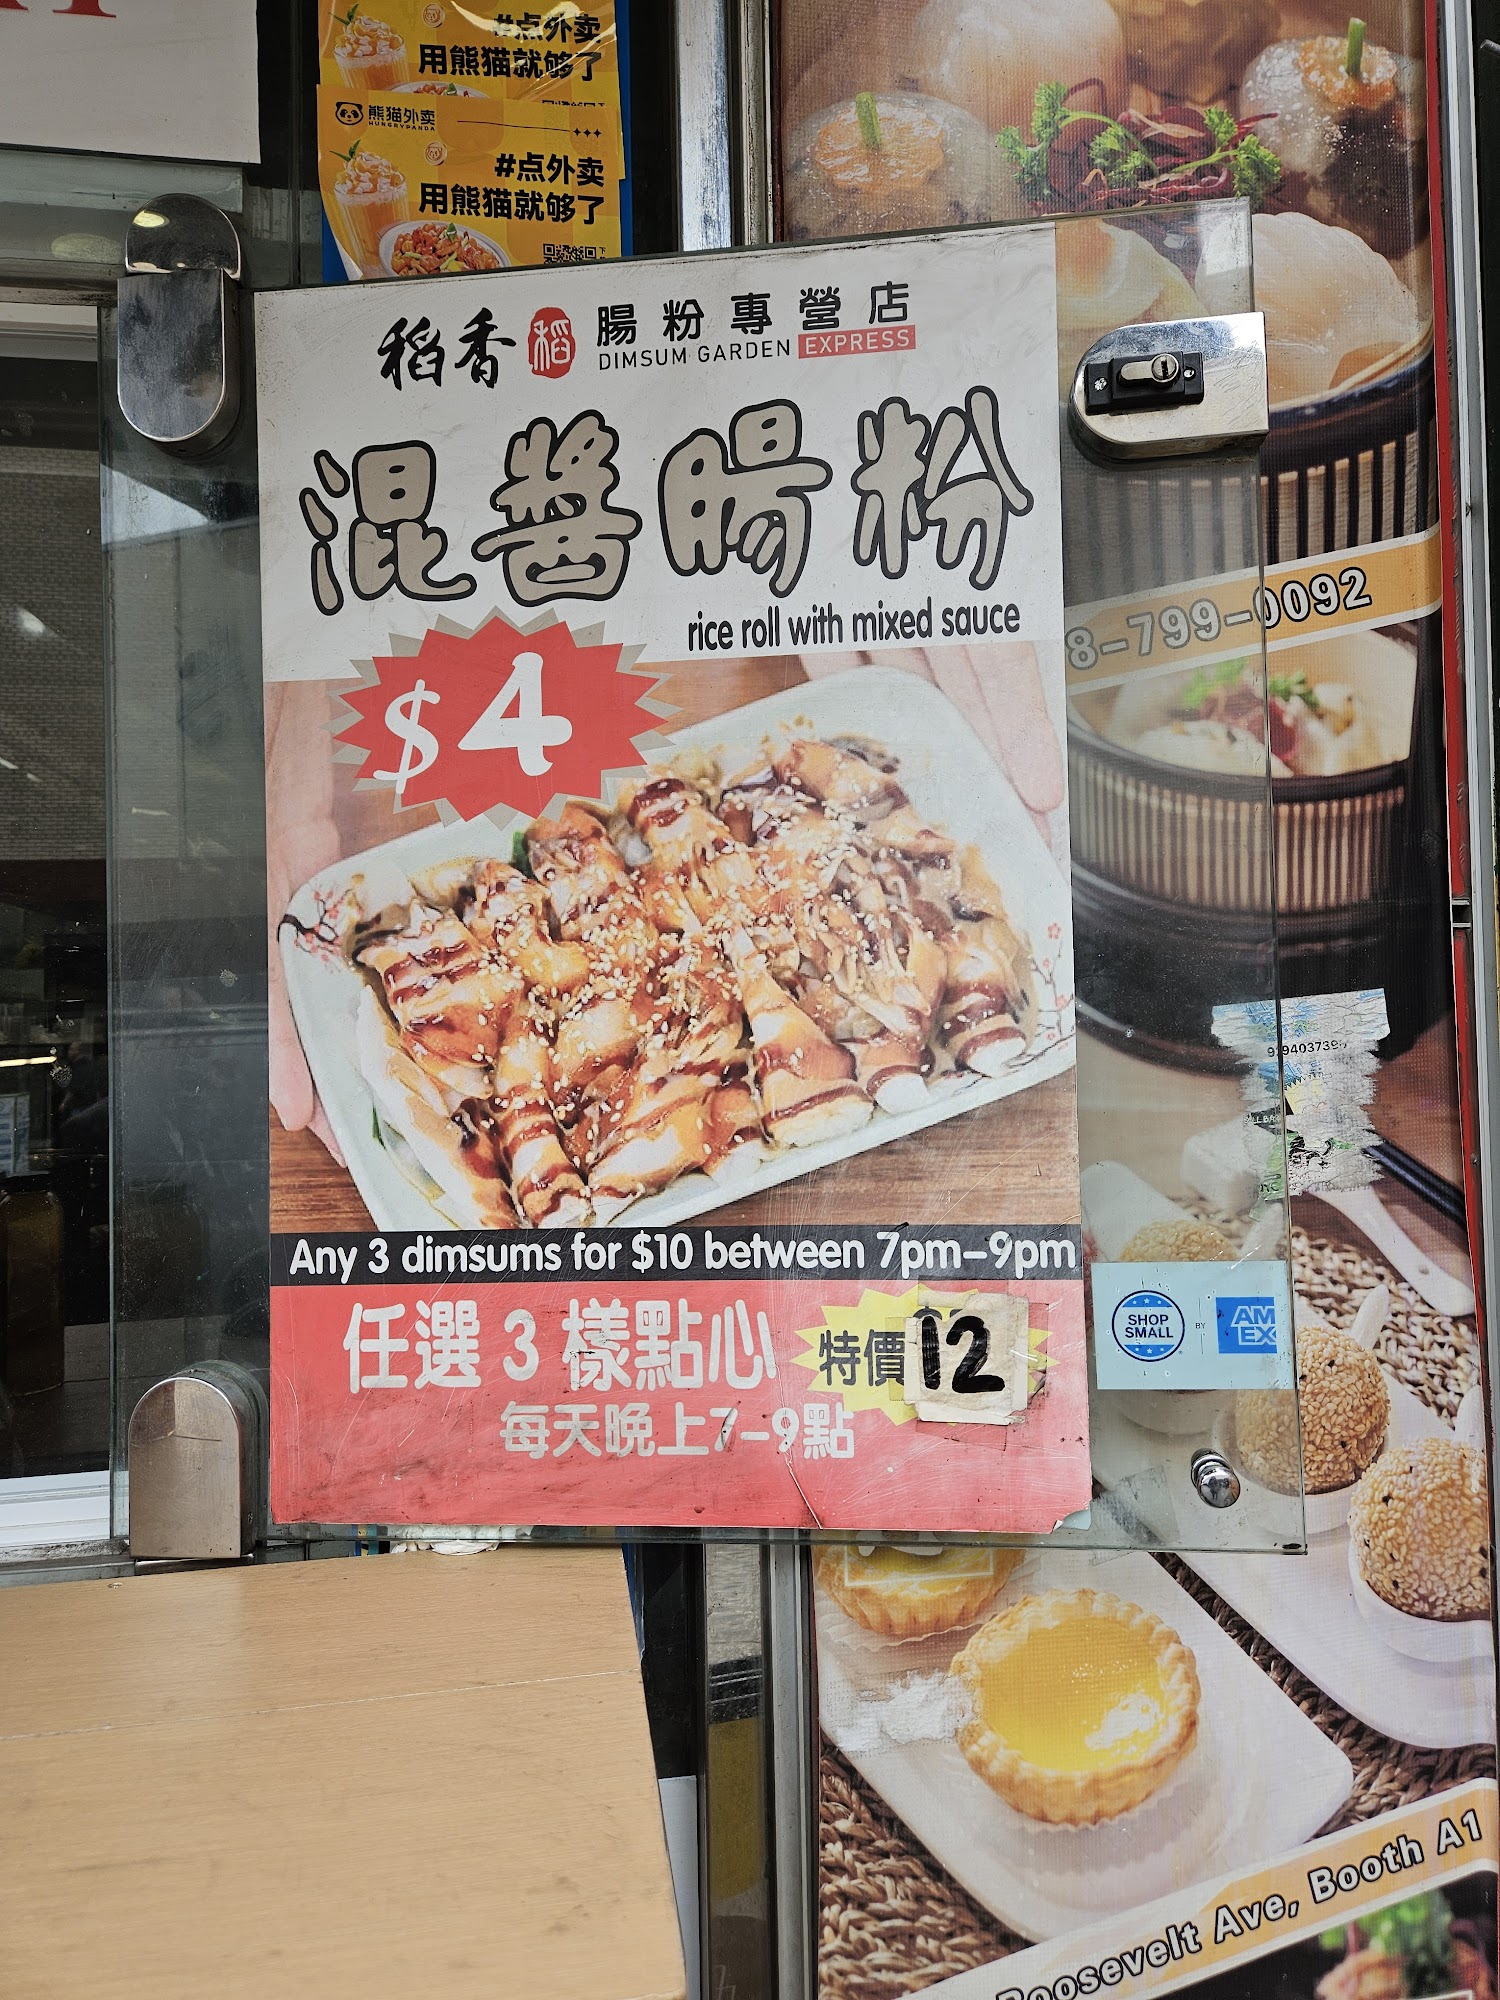 #点外卖
用熊猫就够了
熊猫外卖
HUNGRYPANDA
#点外卖
用熊猫就够了
稻香 稻 腸粉專營店
DIMSUM GARDEN EXPRESS
混醬腸粉
rice roll with mixed sauce
$4
8-799-0092
Any 3 dimsums for $10 between 7pm-9pm
任選3樣點心 特價 12
每天晚上7-9點
SHOP SMALL BY AM EX
Roosevelt Ave, Booth A1